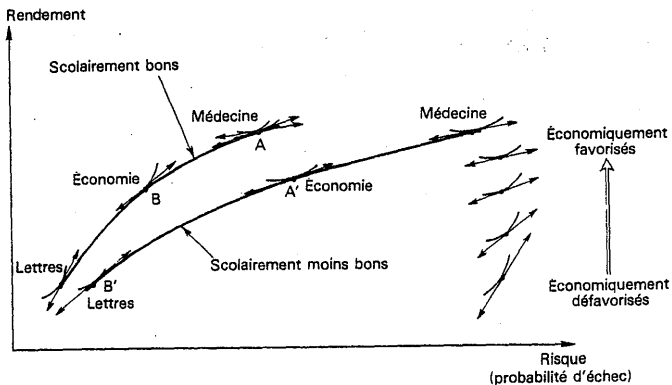 Rendement
Scolairement bons
Médecine
Médecine
A
Économiquement
favorisés
Économie
B
A'
Économie
Lettres
B'
Lettres
Scolairement moins bons
Économiquement
défavorisés
Risque
(probabilité d'échec)